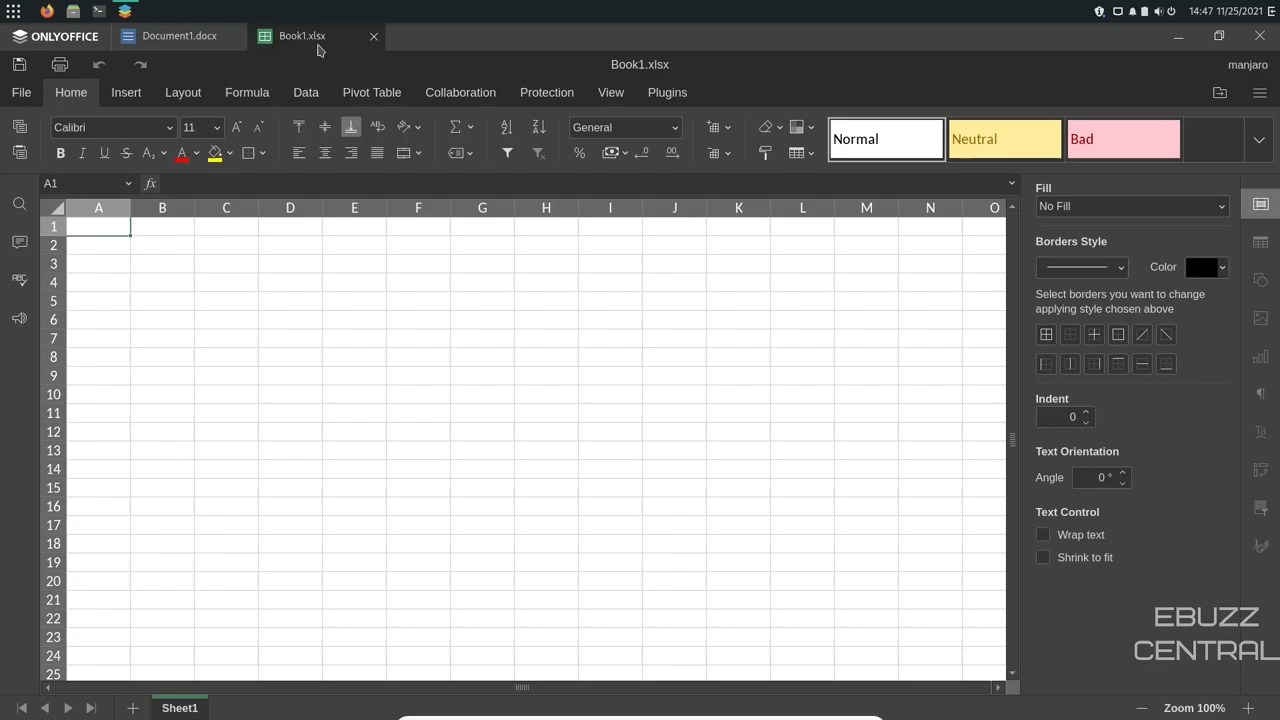 14:47 11/25/2021
ONLYOFFICE
Document1.docx
Book1.xlsx
Book1.xlsx
manjaro
File Home Insert Layout Formula Data Pivot Table Collaboration Protection View Plugins
Calibri 11 General Normal Neutral Bad
A1 fx
A B C D E F G H I J K L M N O
1
2
3
4
5
6
7
8
9
10
11
12
13
14
15
16
17
18
19
20
21
22
23
24
25
Fill
No Fill
Borders Style
Color
Select borders you want to change
applying style chosen above
Indent
0
Text Orientation
Angle 0 °
Text Control
Wrap text
Shrink to fit
EBUZZ
CENTRAL
Sheet1
Zoom 100%